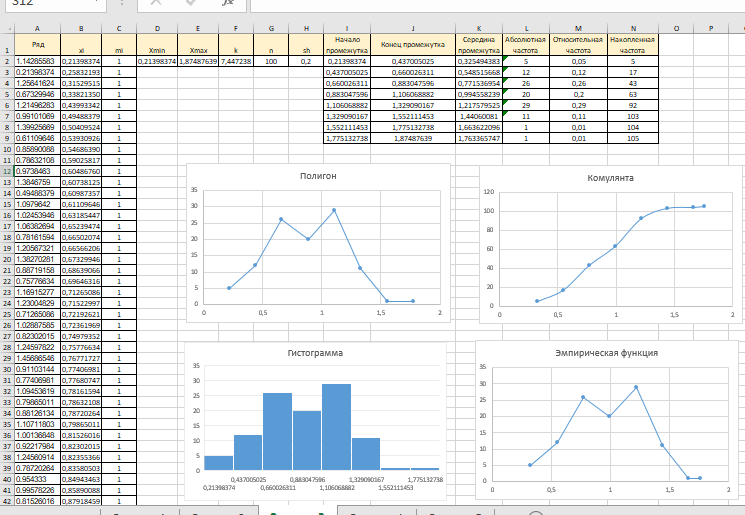 S12
A B C D E F G H I J K L M N O P
Ряд xi mi Xmin Xmax k n sh Начало промежутка Конец промежутка Середина промежутка Абсолютная частота Относительная частота Накопленная частота
1
2 1.14285583 0,21398374 1 0,21398374 1,87487639 7,447238 100 0,2 0,21398374 0,437005025 0,325494383 5 0,05 5
3 0.21398374 0,25832193 1 0,437005025 0,660026311 0,548515668 12 0,12 17
4 1.25641624 0,31529515 1 0,660026311 0,883047596 0,771536954 26 0,26 43
5 0.67329946 0,33821350 1 0,883047596 1,106068882 0,994558239 20 0,2 63
6 1.21496283 0,43993342 1 1,106068882 1,329090167 1,217579525 29 0,29 92
7 0.99101069 0,49488379 1 1,329090167 1,552111453 1,44060081 11 0,11 103
8 1.39925669 0,50409524 1 1,552111453 1,775132738 1,663622096 1 0,01 104
9 0.61109646 0,53930926 1 1,775132738 1,87487639 1,763365747 1 0,01 105
10 0.85890088 0,54686390 1
11 0.78632108 0,59025817 1
12 0.9738463 0,60486760 1
13 1.3846759 0,60738125 1
14 0.49488379 0,60987357 1
15 1.0979642 0,61109646 1
16 1.02453946 0,63185447 1
17 1.06382694 0,65239474 1
18 0.78161594 0,66502074 1
19 1.20567321 0,66566206 1
20 1.38270281 0,67329946 1
21 0.88719158 0,68639066 1
22 0.75776634 0,69646316 1
23 1.16915277 0,71265086 1
24 1.23004829 0,71522997 1
25 0.71265086 0,72192621 1
26 1.02887585 0,72361969 1
27 0.82302015 0,74979352 1
28 1.24597822 0,75776634 1
29 1.45686546 0,76771727 1
30 0.91103144 0,77406981 1
31 0.77406981 0,77680747 1
32 1.09453619 0,78161594 1
33 0.79865011 0,78632108 1
34 0.88126134 0,78720264 1
35 1.10711803 0,79865011 1
36 1.00136848 0,81526016 1
37 0.92217984 0,82302015 1
38 1.24560914 0,82355366 1
39 0.78720264 0,83580503 1
40 0.954333 0,84943463 1
41 0.99578226 0,85890088 1
42 0.81526016 0,87918459 1
Полигон
35
30
25
20
15
10
5
0
0 0,5 1 1,5 2
Комулянта
120
100
80
60
40
20
0
0 0,5 1 1,5 2
Гистограмма
35
30
25
20
15
10
5
0
0,437005025 0,883047596 1,329090167 1,775132738
0,21398374 0,660026311 1,106068882 1,552111453
Эмпирическая функция
35
30
25
20
15
10
5
0
0 0,5 1 1,5 2